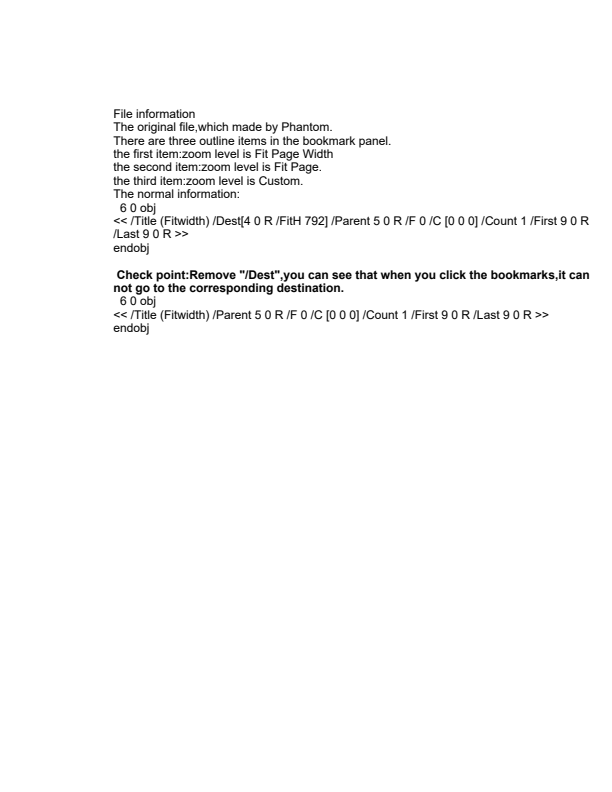 File information
The original file,which made by Phantom.
There are three outline items in the bookmark panel.
the first item:zoom level is Fit Page Width
the second item:zoom level is Fit Page.
the third item:zoom level is Custom.
The normal information:
6 0 obj
<< /Title (Fitwidth) /Dest[4 0 R /FitH 792] /Parent 5 0 R /F 0 /C [0 0 0] /Count 1 /First 9 0 R
/Last 9 0 R >>
endobj
Check point:Remove "/Dest",you can see that when you click the bookmarks,it can
not go to the corresponding destination.
6 0 obj
<< /Title (Fitwidth) /Parent 5 0 R /F 0 /C [0 0 0] /Count 1 /First 9 0 R /Last 9 0 R >>
endobj